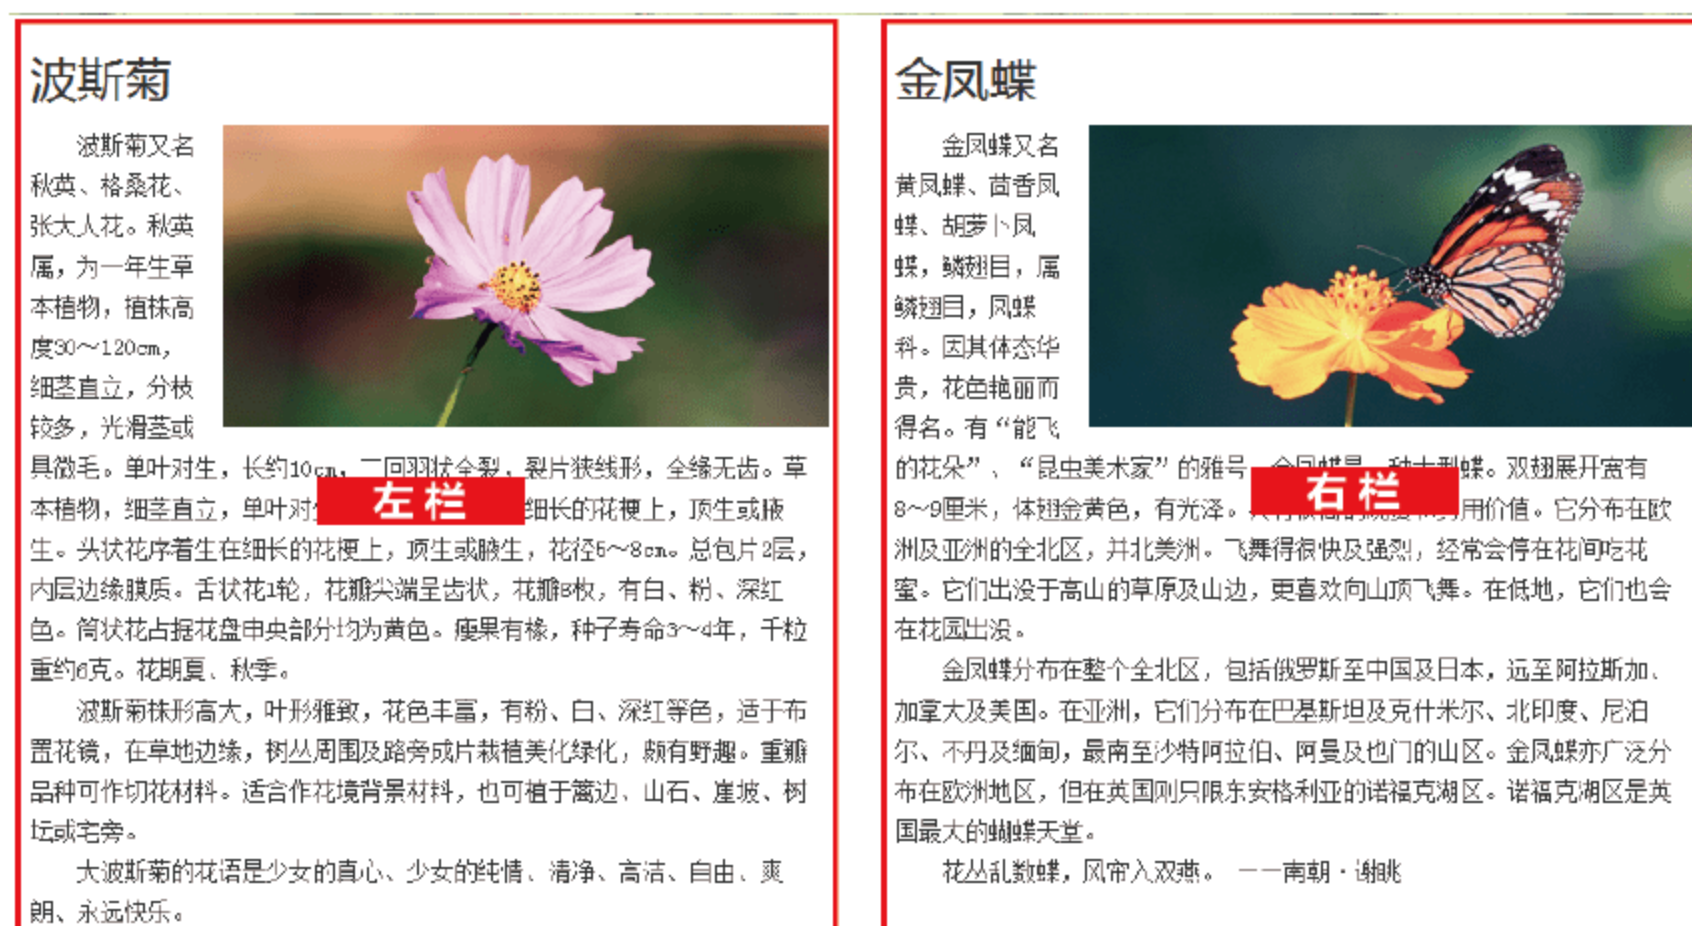 波斯菊
波斯菊又名
秋英、格桑花、
张大人花。秋英
属，为一年生草
本植物，植株高
度30～120cm，
细茎直立，分枝
较多，光滑茎或
具微毛。单叶对生，长约10cm，二回羽状全裂，裂片狭线形，全缘无齿。草
本植物，细茎直立，单叶对生
左栏
细长的花梗上，顶生或腋
生。头状花序着生在细长的花梗上，顶生或腋生，花径5～8cm。总包片2层，
内层边缘膜质。舌状花1轮，花瓣尖端呈齿状，花瓣8枚，有白、粉、深红
色。筒状花占据花盘中央部分均为黄色。瘦果有椽，种子寿命3～4年，千粒
重约6克。花期夏、秋季。
波斯菊株形高大，叶形雅致，花色丰富，有粉、白、深红等色，适于布
置花镜，在草地边缘，树丛周围及路旁成片栽植美化绿化，颇有野趣。重瓣
品种可作切花材料。适合作花境背景材料，也可植于篱边、山石、崖坡、树
坛或宅旁。
大波斯菊的花语是少女的真心、少女的纯情、清净、高洁、自由、爽
朗、永远快乐。
金凤蝶
金凤蝶又名
黄凤蝶、茴香凤
蝶、胡萝卜凤
蝶，鳞翅目，属
鳞翅目，凤蝶
科。因其体态华
贵，花色艳丽而
得名。有“能飞
的花朵”、“昆虫美术家”的雅号，金凤蝶是一种大型蝶。双翅展开宽有
8～9厘米，体翅金黄色，有光泽。
右栏
用价值。它分布在欧
洲及亚洲的全北区，并北美洲。飞舞得很快及强烈，经常会停在花间吃花
蜜。它们出没于高山的草原及山边，更喜欢向山顶飞舞。在低地，它们也会
在花园出没。
金凤蝶分布在整个全北区，包括俄罗斯至中国及日本，远至阿拉斯加、
加拿大及美国。在亚洲，它们分布在巴基斯坦及克什米尔、北印度、尼泊
尔、不丹及缅甸，最南至沙特阿拉伯、阿曼及也门的山区。金凤蝶亦广泛分
布在欧洲地区，但在英国则只限东安格利亚的诺福克湖区。诺福克湖区是英
国最大的蝴蝶天堂。
花丛乱数蝶，风帘入双燕。 ——南朝·谢眺